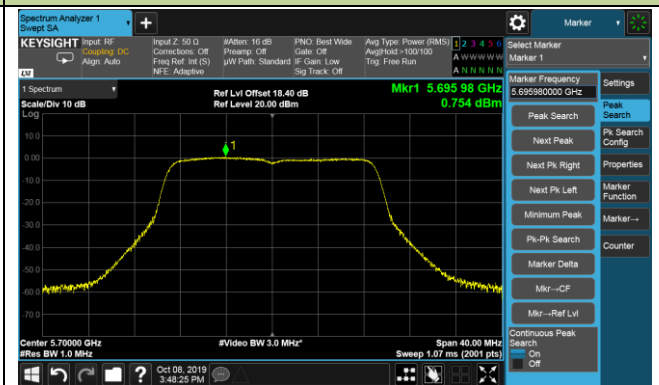 Spectrum Analyzer 1
Swept SA
+
Marker
KEYSIGHT
Input: RF
Coupling: DC
Align: Auto
Input Z: 50 Ω
Corrections: Off
Freq Ref: Int (S)
NFE: Adaptive
#Atten: 16 dB
Preamp: Off
µW Path: Standard
PNO: Best Wide
Gate: Off
IF Gain: Low
Sig Track: Off
Avg Type: Power (RMS)
Avg|Hold:>100/100
Trig: Free Run
1 2 3 4 5 6
A W W W W W
A N N N N N
LXI
Select Marker
Marker 1
1 Spectrum
Scale/Div 10 dB
Log
Ref Lvl Offset 18.40 dB
Ref Level 20.00 dBm
Mkr1 5.695 98 GHz
0.754 dBm
1
10.0
0.00
-10.0
-20.0
-30.0
-40.0
-50.0
-60.0
-70.0
Center 5.70000 GHz
#Res BW 1.0 MHz
#Video BW 3.0 MHz*
Span 40.00 MHz
Sweep 1.07 ms (2001 pts)
Marker Frequency
5.695980000 GHz
Peak Search
Next Peak
Next Pk Right
Next Pk Left
Minimum Peak
Pk-Pk Search
Marker Delta
Mkr→CF
Mkr→Ref Lvl
Continuous Peak
Search
On
Off
Settings
Peak
Search
Pk Search
Config
Properties
Marker
Function
Marker→
Counter
?
Oct 08, 2019
3:48:25 PM